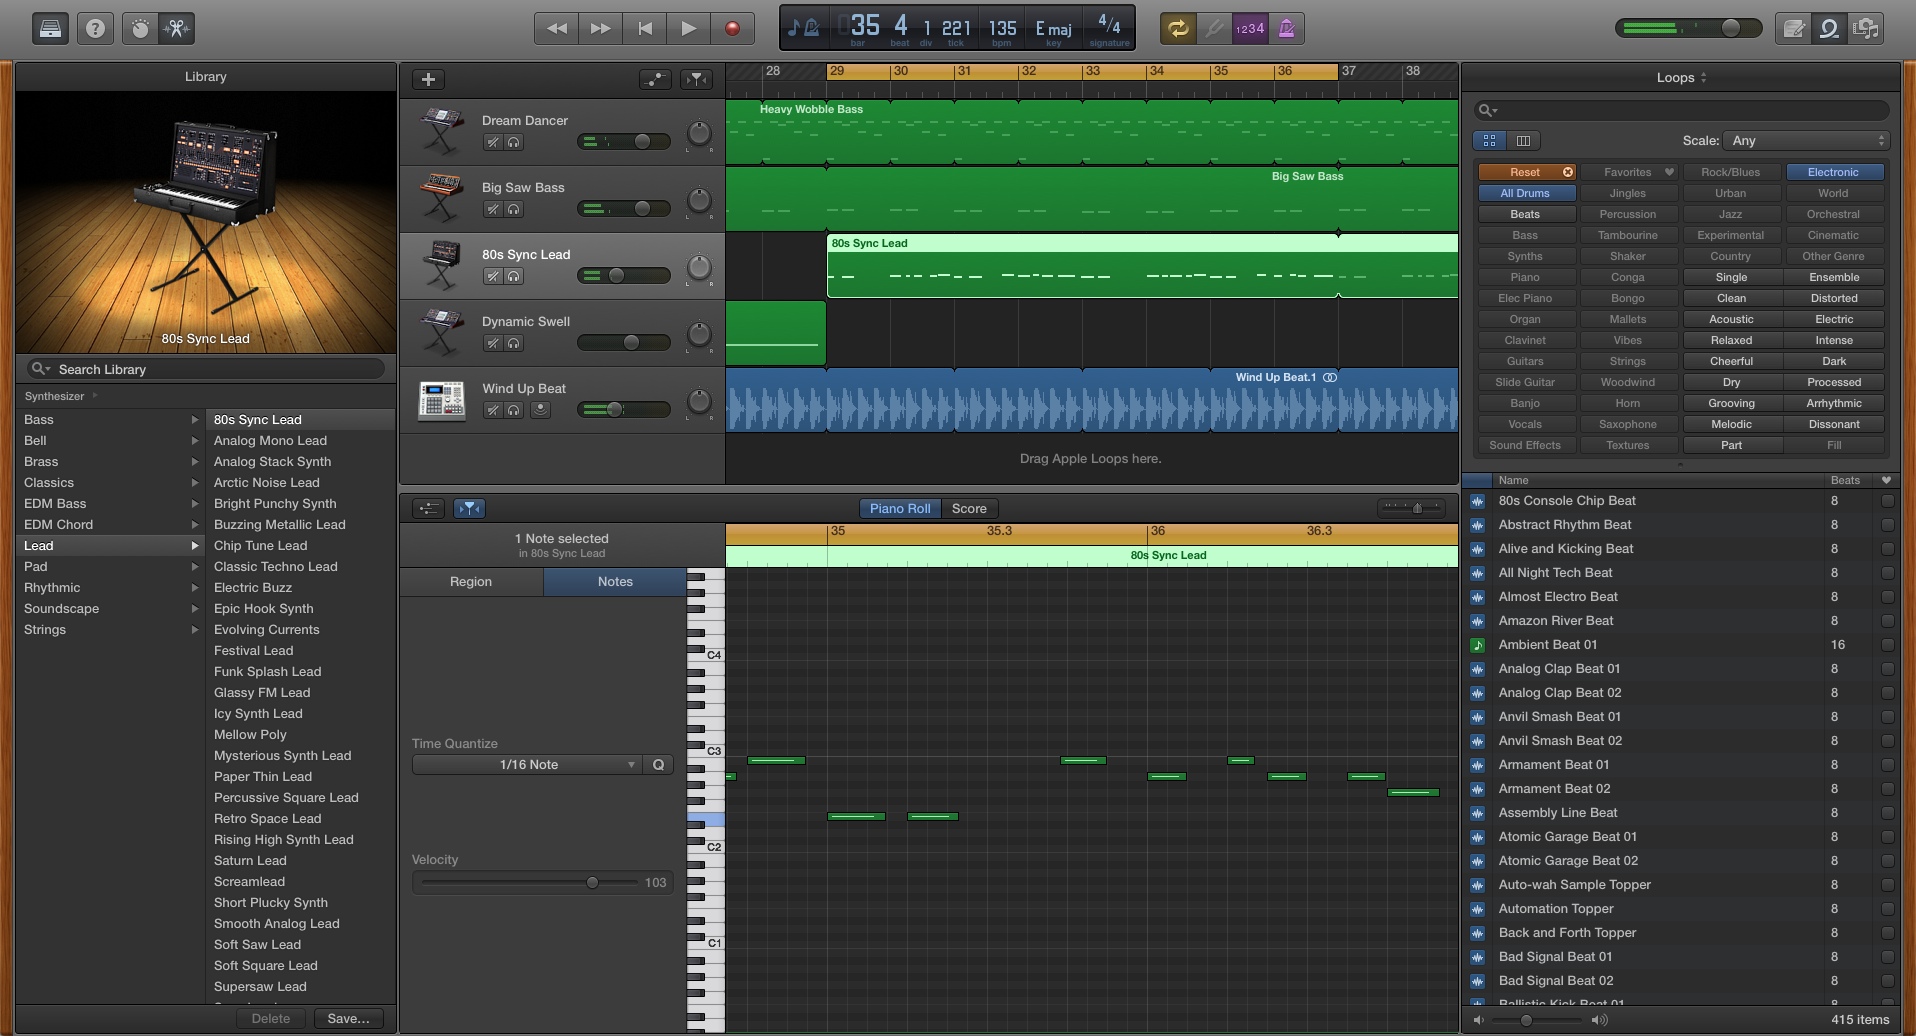 35 4 1 221 135 E maj 4/4
bar beat div tick bpm key signature
1234
Library
80s Sync Lead
Search Library
Synthesizer
Bass
Bell
Brass
Classics
EDM Bass
EDM Chord
Lead
Pad
Rhythmic
Soundscape
Strings
80s Sync Lead
Analog Mono Lead
Analog Stack Synth
Arctic Noise Lead
Bright Punchy Synth
Buzzing Metallic Lead
Chip Tune Lead
Classic Techno Lead
Electric Buzz
Epic Hook Synth
Evolving Currents
Festival Lead
Funk Splash Lead
Glassy FM Lead
Icy Synth Lead
Mellow Poly
Mysterious Synth Lead
Paper Thin Lead
Percussive Square Lead
Retro Space Lead
Rising High Synth Lead
Saturn Lead
Screamlead
Short Plucky Synth
Smooth Analog Lead
Soft Saw Lead
Soft Square Lead
Supersaw Lead
Delete Save...
28 29 30 31 32 33 34 35 36 37 38
Dream Dancer
L R
Heavy Wobble Bass
Big Saw Bass
L R
Big Saw Bass
80s Sync Lead
L R
80s Sync Lead
Dynamic Swell
L R
Wind Up Beat
L R
Wind Up Beat.1
Drag Apple Loops here.
Piano Roll Score
1 Note selected
in 80s Sync Lead
35 35.3 36 36.3
80s Sync Lead
Region Notes
Time Quantize
1/16 Note Q
Velocity
103
C4
C3
C2
C1
Loops
Scale: Any
Reset Favorites Rock/Blues Electronic
All Drums Jingles Urban World
Beats Percussion Jazz Orchestral
Bass Tambourine Experimental Cinematic
Synths Shaker Country Other Genre
Piano Conga Single Ensemble
Elec Piano Bongo Clean Distorted
Organ Mallets Acoustic Electric
Clavinet Vibes Relaxed Intense
Guitars Strings Cheerful Dark
Slide Guitar Woodwind Dry Processed
Banjo Horn Grooving Arrhythmic
Vocals Saxophone Melodic Dissonant
Sound Effects Textures Part Fill
Name Beats
80s Console Chip Beat 8
Abstract Rhythm Beat 8
Alive and Kicking Beat 8
All Night Tech Beat 8
Almost Electro Beat 8
Amazon River Beat 8
Ambient Beat 01 16
Analog Clap Beat 01 8
Analog Clap Beat 02 8
Anvil Smash Beat 01 8
Anvil Smash Beat 02 8
Armament Beat 01 8
Armament Beat 02 8
Assembly Line Beat 8
Atomic Garage Beat 01 8
Atomic Garage Beat 02 8
Auto-wah Sample Topper 8
Automation Topper 8
Back and Forth Topper 8
Bad Signal Beat 01 8
Bad Signal Beat 02 8
Ballistic Kick Beat 01 8
415 items